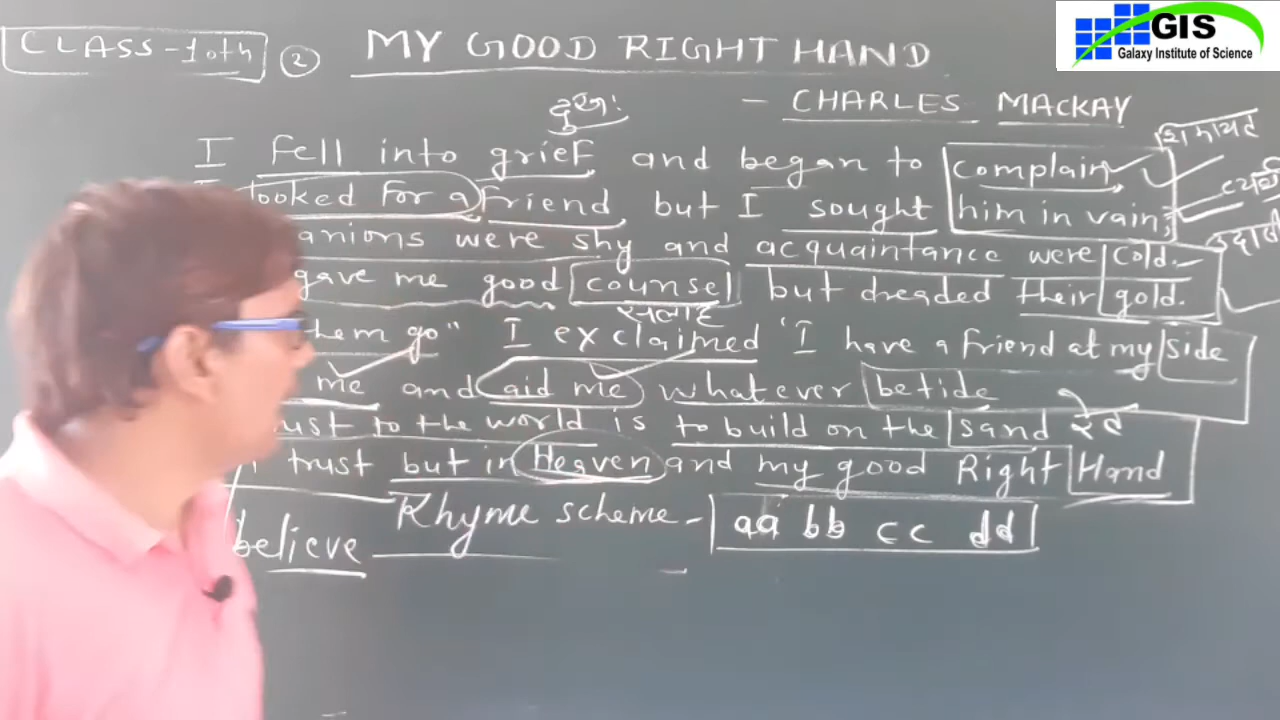 GIS
Galaxy Institute of Science
CLASS-10th ② MY GOOD RIGHT HAND
- CHARLES MACKAY
दुखः
I fell into grief and began to complain,
looked for a friend, but I sought him in vain;
anions were shy and acquaintance were cold.
gave me good counsel but dreaded their gold.
सलाह
them go" I exclaimed 'I have a friend at my side
me and aid me whatever betide
ust to the world is to build on the sand रेत
trust but in Heaven and my good Right Hand
believe
Rhyme scheme - aa bb cc dd